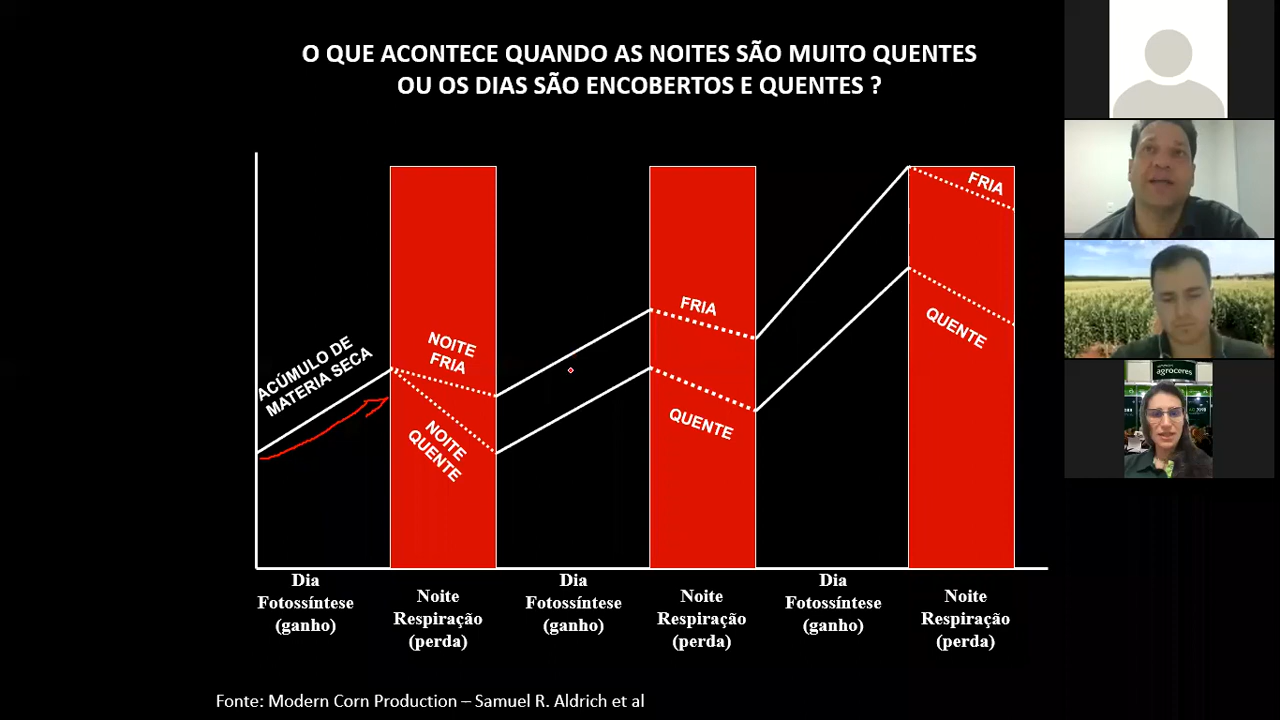 O QUE ACONTECE QUANDO AS NOITES SÃO MUITO QUENTES
OU OS DIAS SÃO ENCOBERTOS E QUENTES ?
ACÚMULO DE
MATERIA SECA
NOITE
FRIA
NOITE
QUENTE
FRIA
QUENTE
FRIA
QUENTE
Dia
Fotossíntese
(ganho)
Noite
Respiração
(perda)
Dia
Fotossíntese
(ganho)
Noite
Respiração
(perda)
Dia
Fotossíntese
(ganho)
Noite
Respiração
(perda)
Fonte: Modern Corn Production – Samuel R. Aldrich et al
agroceres